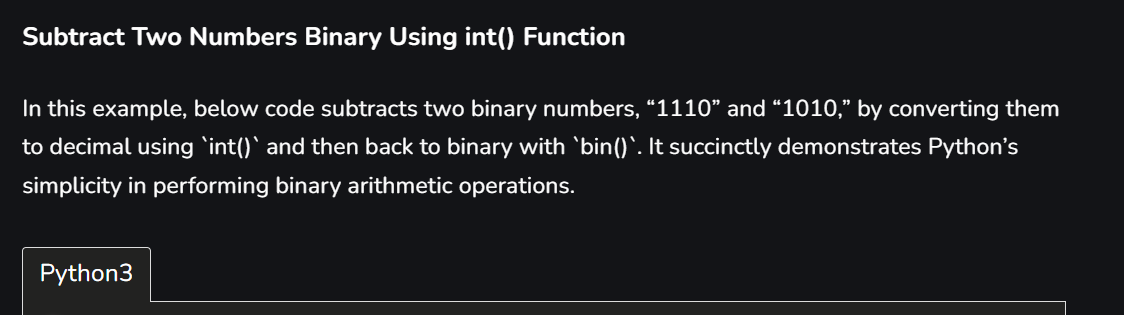 Subtract Two Numbers Binary Using int() Function
In this example, below code subtracts two binary numbers, “1110” and “1010,” by converting them
to decimal using `int()` and then back to binary with `bin()`. It succinctly demonstrates Python’s
simplicity in performing binary arithmetic operations.
Python3